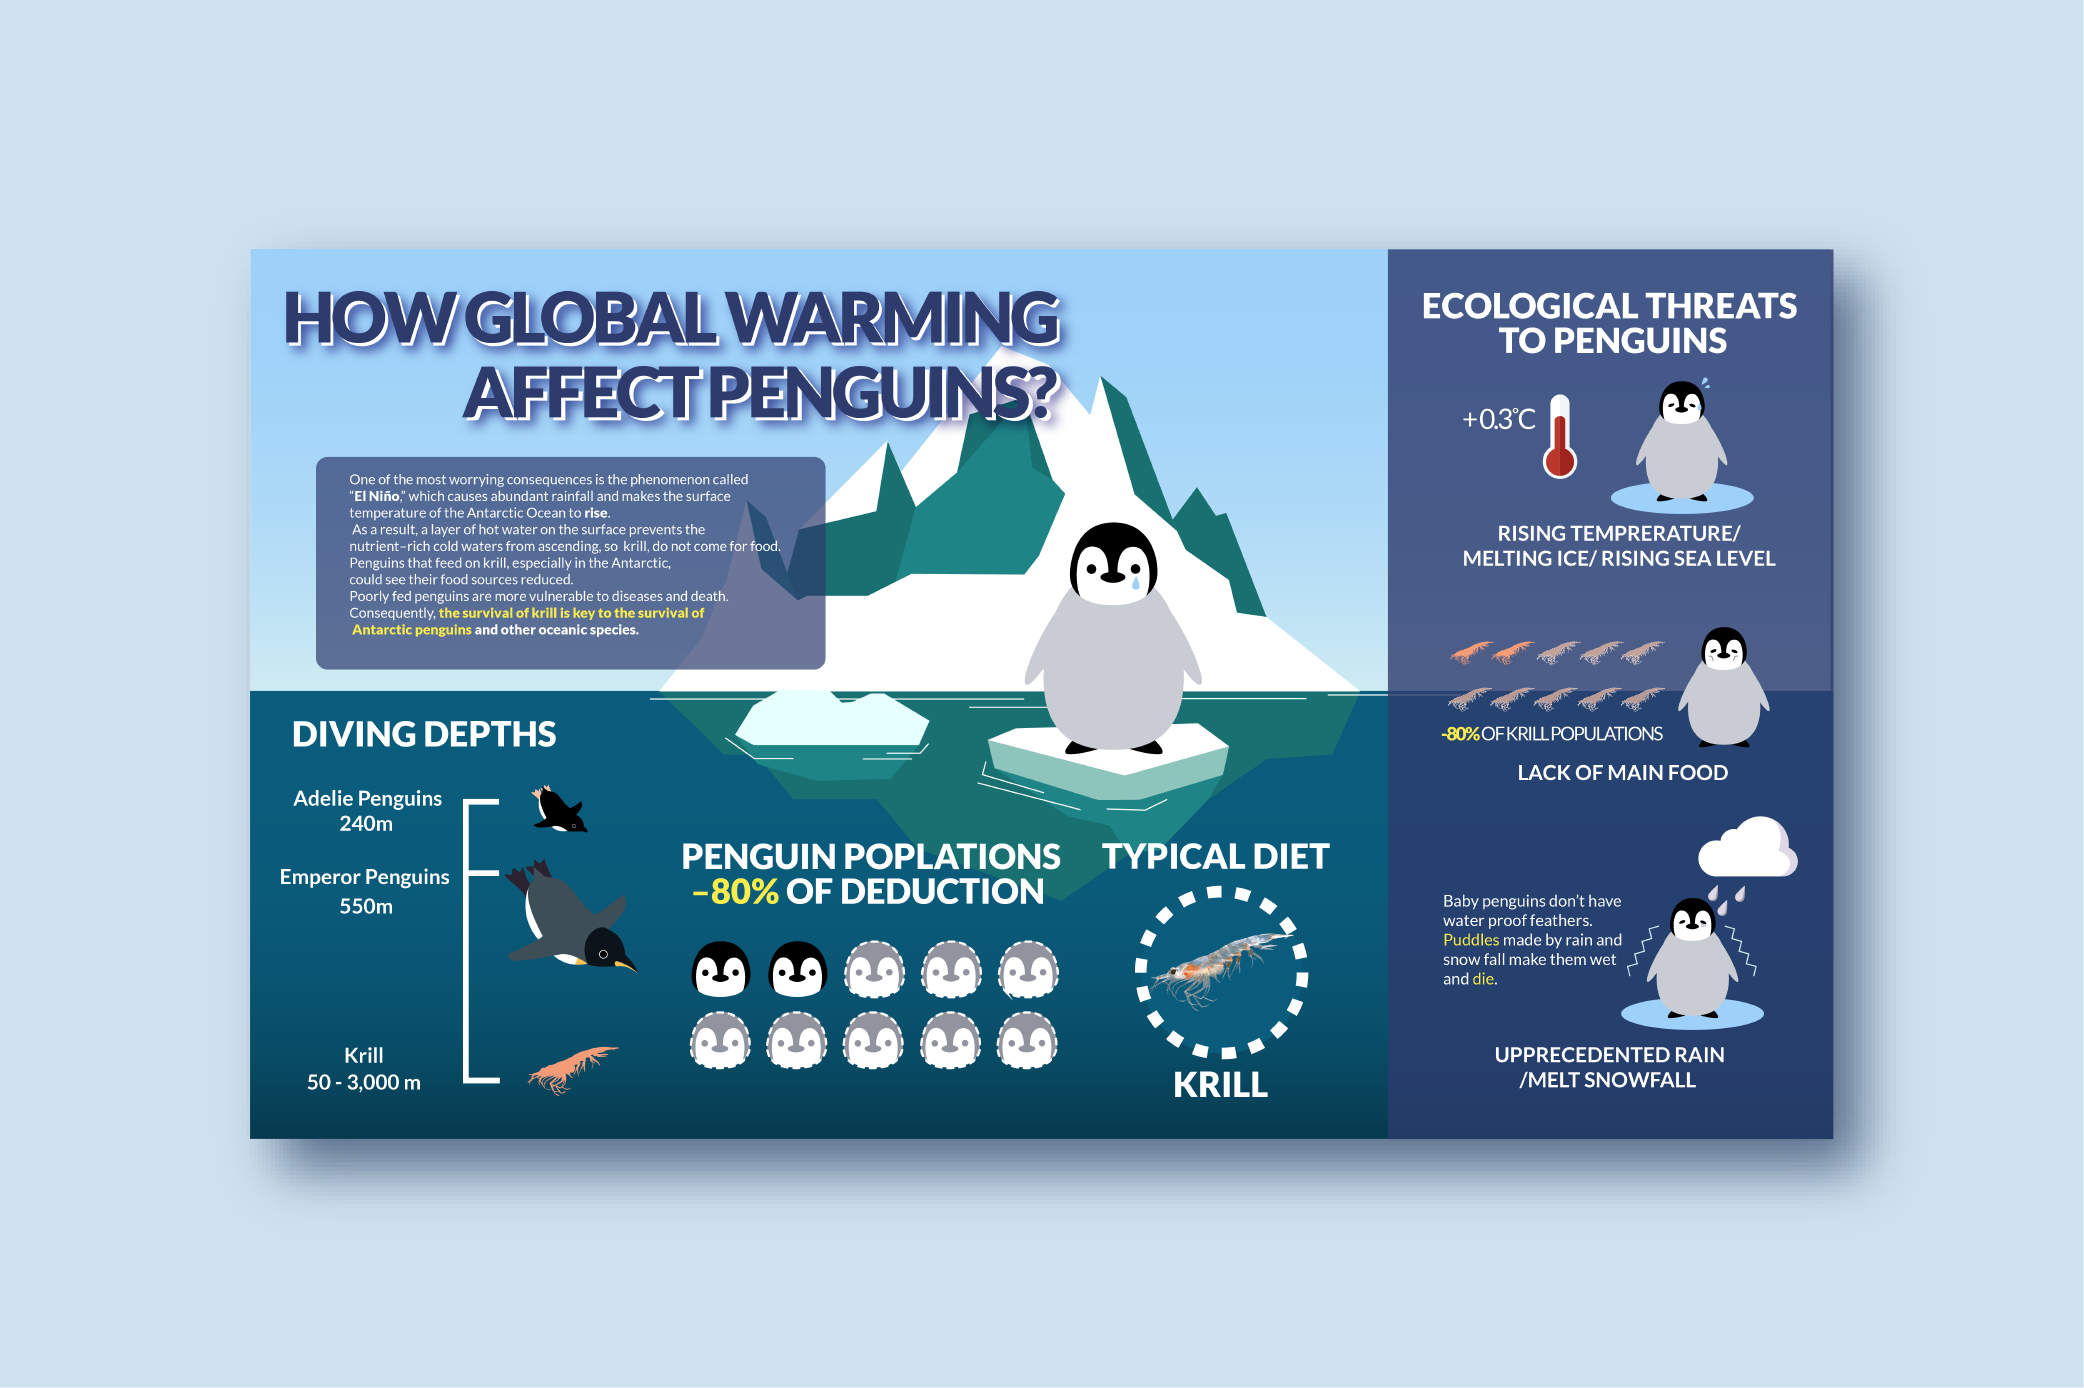 HOW GLOBAL WARMING
AFFECT PENGUINS?
One of the most worrying consequences is the phenomenon called
“El Niño,” which causes abundant rainfall and makes the surface
temperature of the Antarctic Ocean to rise.
As a result, a layer of hot water on the surface prevents the
nutrient–rich cold waters from ascending, so krill, do not come for food.
Penguins that feed on krill, especially in the Antarctic,
could see their food sources reduced.
Poorly fed penguins are more vulnerable to diseases and death.
Consequently, the survival of krill is key to the survival of
Antarctic penguins and other oceanic species.
DIVING DEPTHS
Adelie Penguins
240m
Emperor Penguins
550m
Krill
50 - 3,000 m
PENGUIN POPLATIONS
–80% OF DEDUCTION
TYPICAL DIET
KRILL
ECOLOGICAL THREATS
TO PENGUINS
+0.3°C
RISING TEMPRERATURE/
MELTING ICE/ RISING SEA LEVEL
-80% OF KRILL POPULATIONS
LACK OF MAIN FOOD
Baby penguins don’t have
water proof feathers.
Puddles made by rain and
snow fall make them wet
and die.
UPPRECEDENTED RAIN
/MELT SNOWFALL